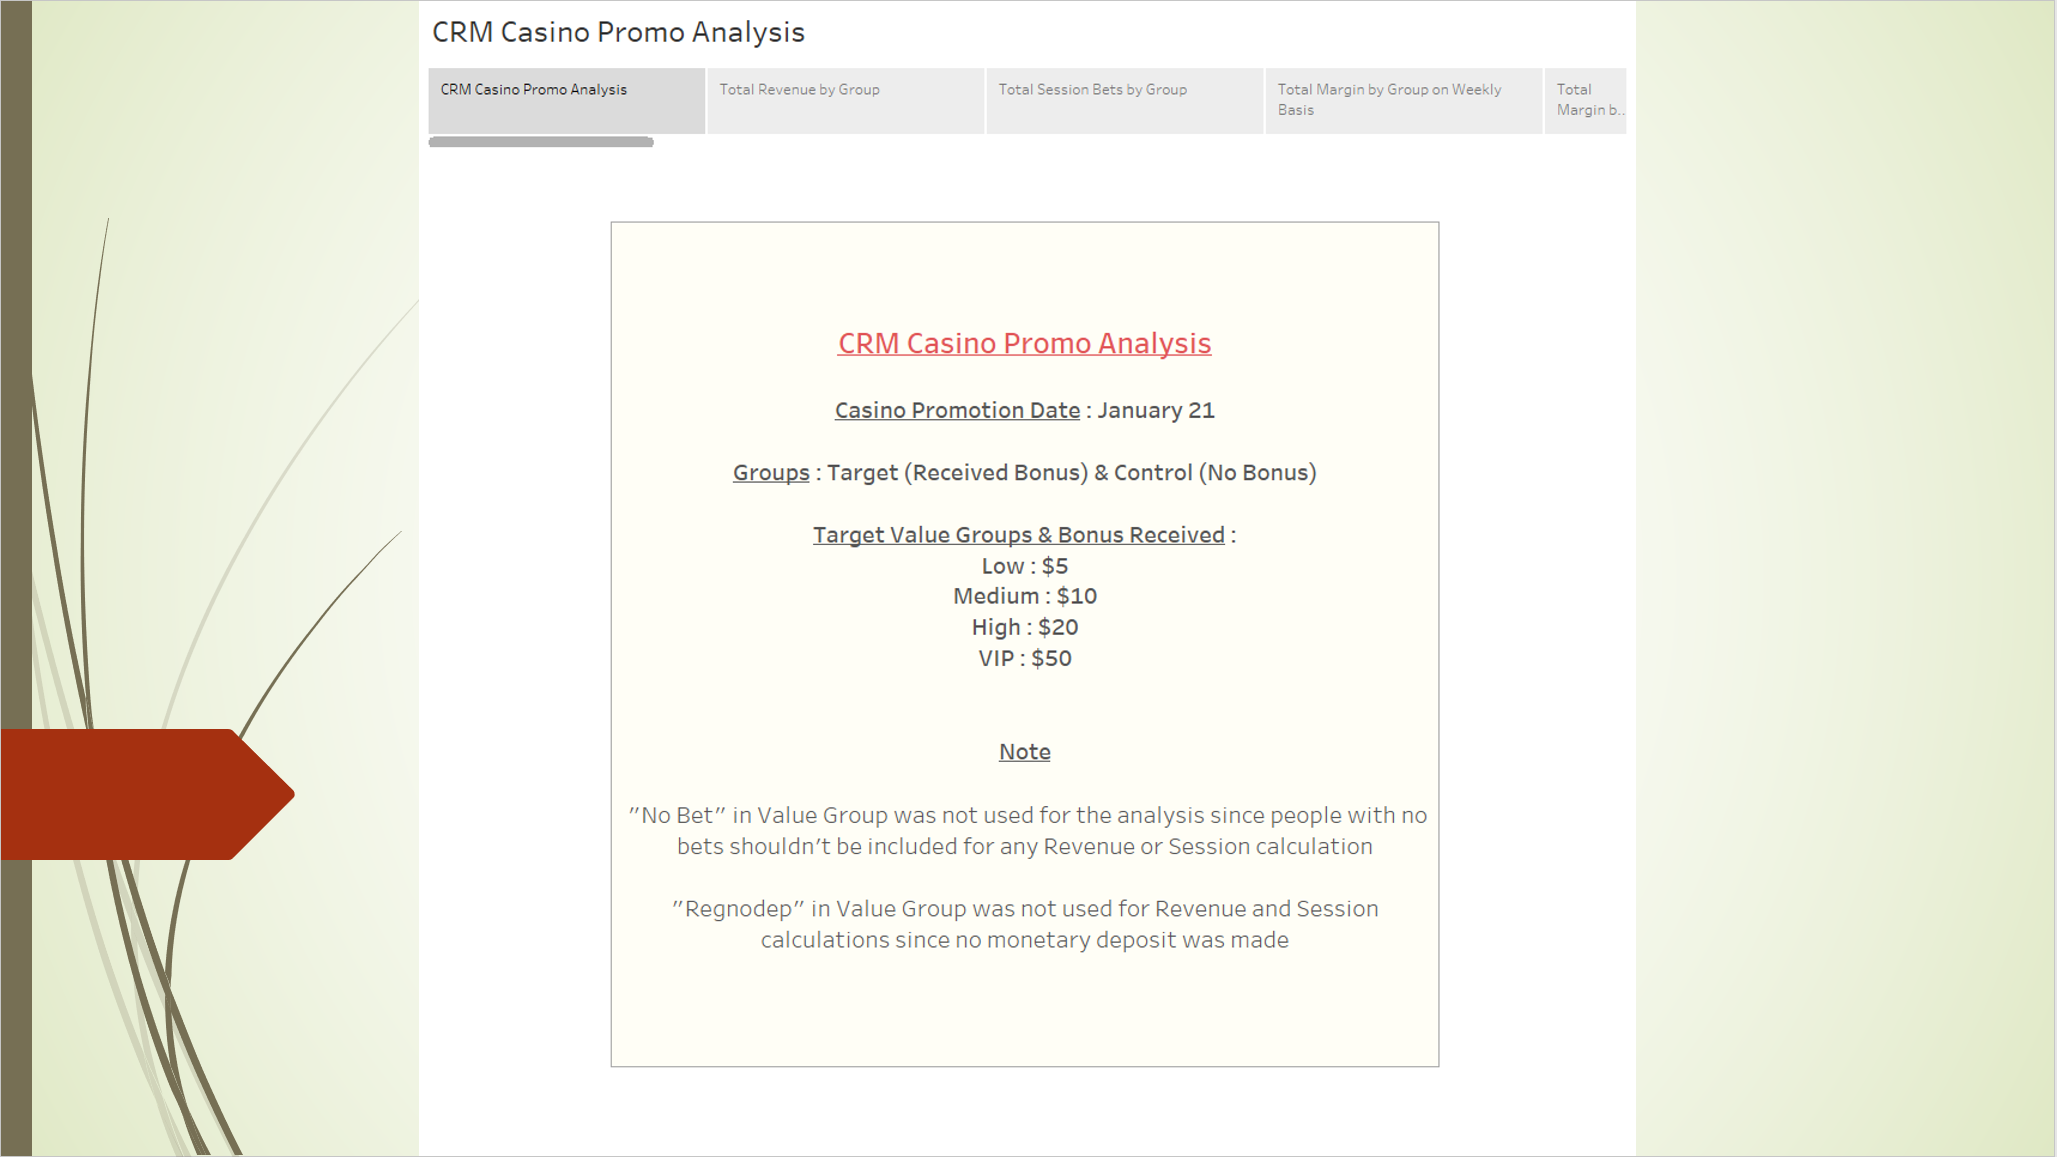 CRM Casino Promo Analysis
CRM Casino Promo Analysis
Total Revenue by Group
Total Session Bets by Group
Total Margin by Group on Weekly
Basis
Total
Margin b..
CRM Casino Promo Analysis
Casino Promotion Date : January 21
Groups : Target (Received Bonus) & Control (No Bonus)
Target Value Groups & Bonus Received :
Low : $5
Medium : $10
High : $20
VIP : $50
Note
"No Bet" in Value Group was not used for the analysis since people with no
bets shouldn't be included for any Revenue or Session calculation
"Regnodep" in Value Group was not used for Revenue and Session
calculations since no monetary deposit was made